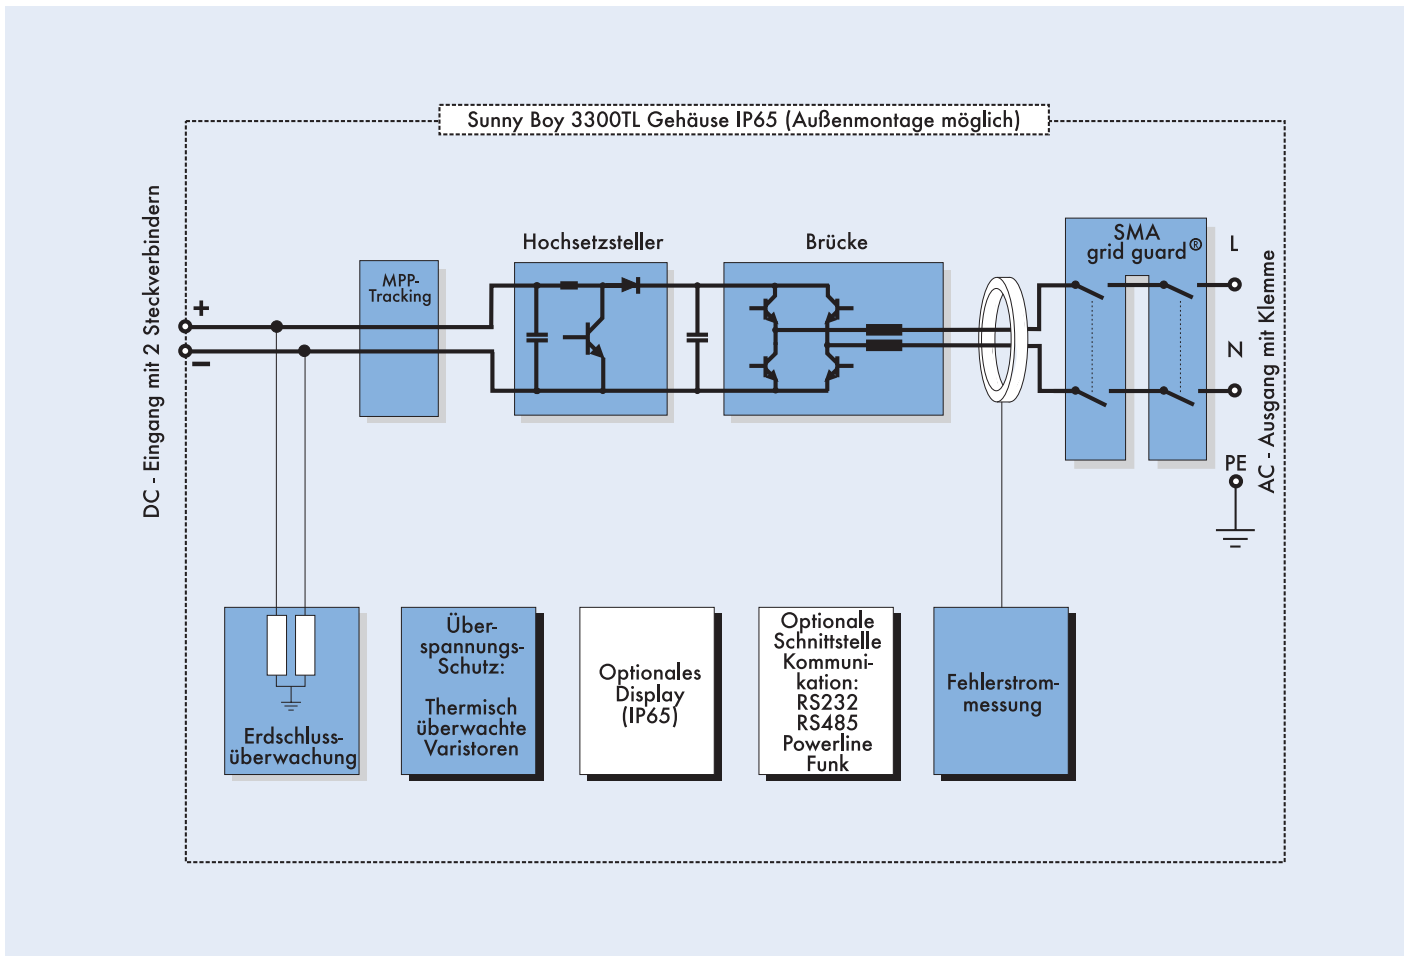 Sunny Boy 3300TL Gehäuse IP65 (Außenmontage möglich)
DC - Eingang mit 2 Steckverbindern
+
−
MPP-
Tracking
Hochsetzsteller
Brücke
SMA
grid guard®
L
N
PE
AC - Ausgang mit Klemme
Erdschluss-
überwachung
Über-
spannungs-
Schutz:
Thermisch
überwachte
Varistoren
Optionales
Display
(IP65)
Optionale
Schnittstelle
Kommuni-
kation:
RS232
RS485
Powerline
Funk
Fehlerstrom-
messung